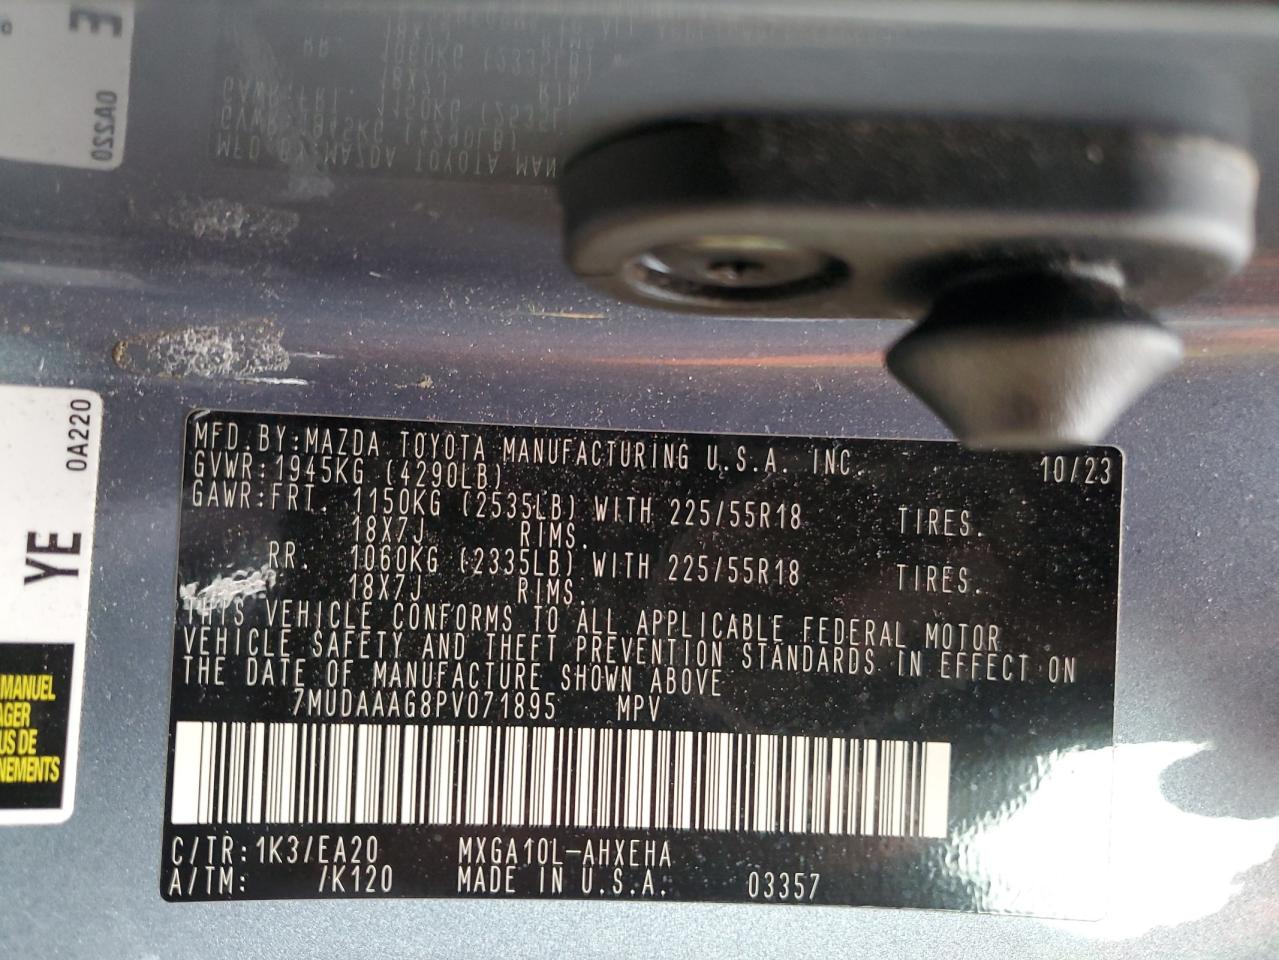 MFD.BY:MAZDA TOYOTA MANUFACTURING U.S.A. INC. 10/23
GVWR:1945KG (4290LB)
GAWR:FRT. 1150KG (2535LB) WITH 225/55R18 TIRES.
18X7J RIMS.
RR. 1060KG (2335LB) WITH 225/55R18 TIRES.
18X7J RIMS.
THIS VEHICLE CONFORMS TO ALL APPLICABLE FEDERAL MOTOR
VEHICLE SAFETY AND THEFT PREVENTION STANDARDS IN EFFECT ON
THE DATE OF MANUFACTURE SHOWN ABOVE
7MUDAAAG8PV071895 MPV
C/TR:1K3/EA20 MXGA10L-AHXEHA
A/TM: /K120 MADE IN U.S.A. 03357
YE
0A220
MANUEL
AGER
US DE
NEMENTS